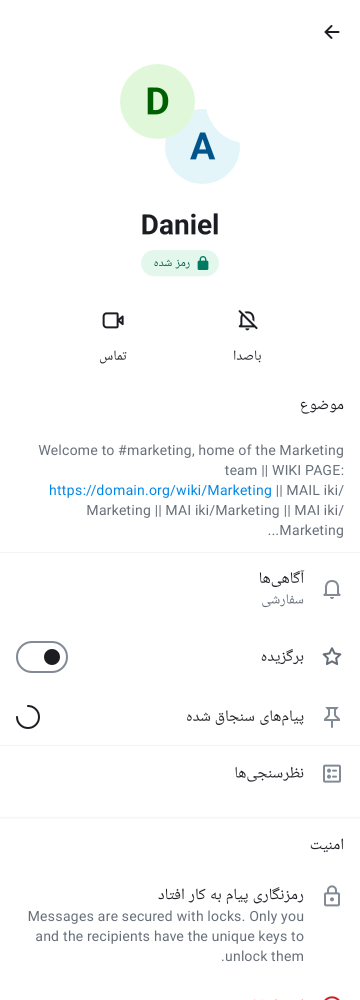 D
A
Daniel
رمز شده
باصدا
تماس
موضوع
Welcome to #marketing, home of the Marketing
team || WIKI PAGE:
https://domain.org/wiki/Marketing || MAIL iki/
Marketing || MAI iki/Marketing || MAI iki/
Marketing...
آگاهی‌ها
سفارشی
برگزیده
پیام‌های سنجاق شده
نظرسنجی‌ها
امنیت
رمزنگاری پیام به کار افتاد
Messages are secured with locks. Only you
and the recipients have the unique keys to
unlock them.